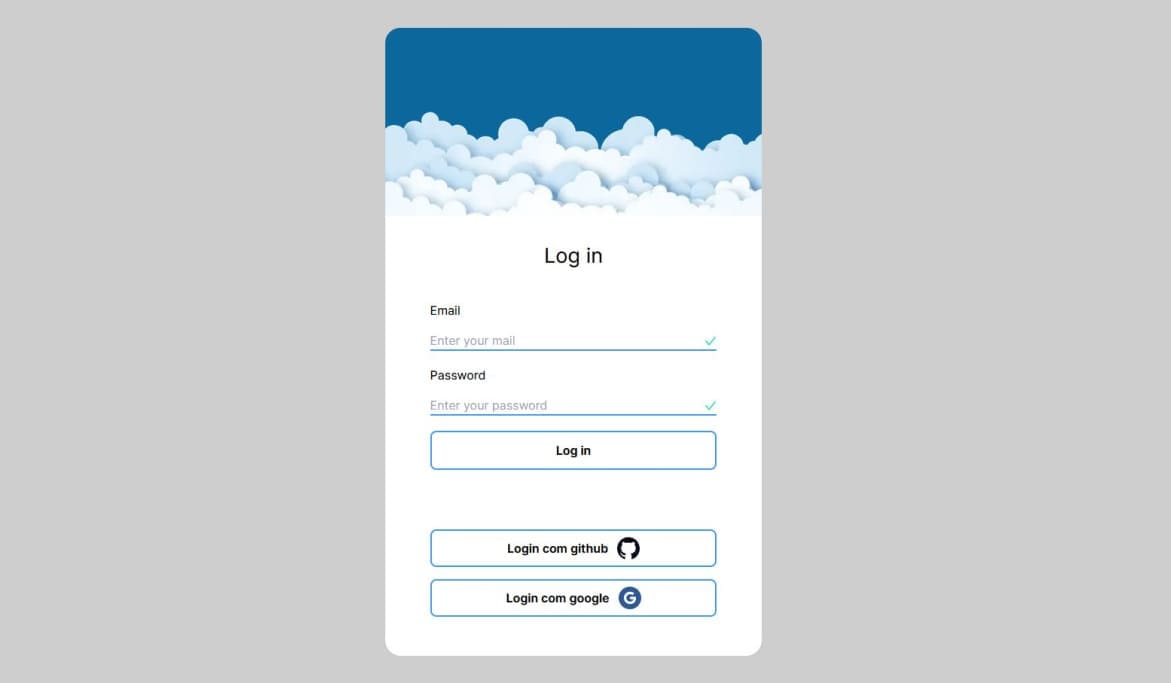 Log in
Email
Enter your mail
Password
Enter your password
Log in
Login com github
Login com google